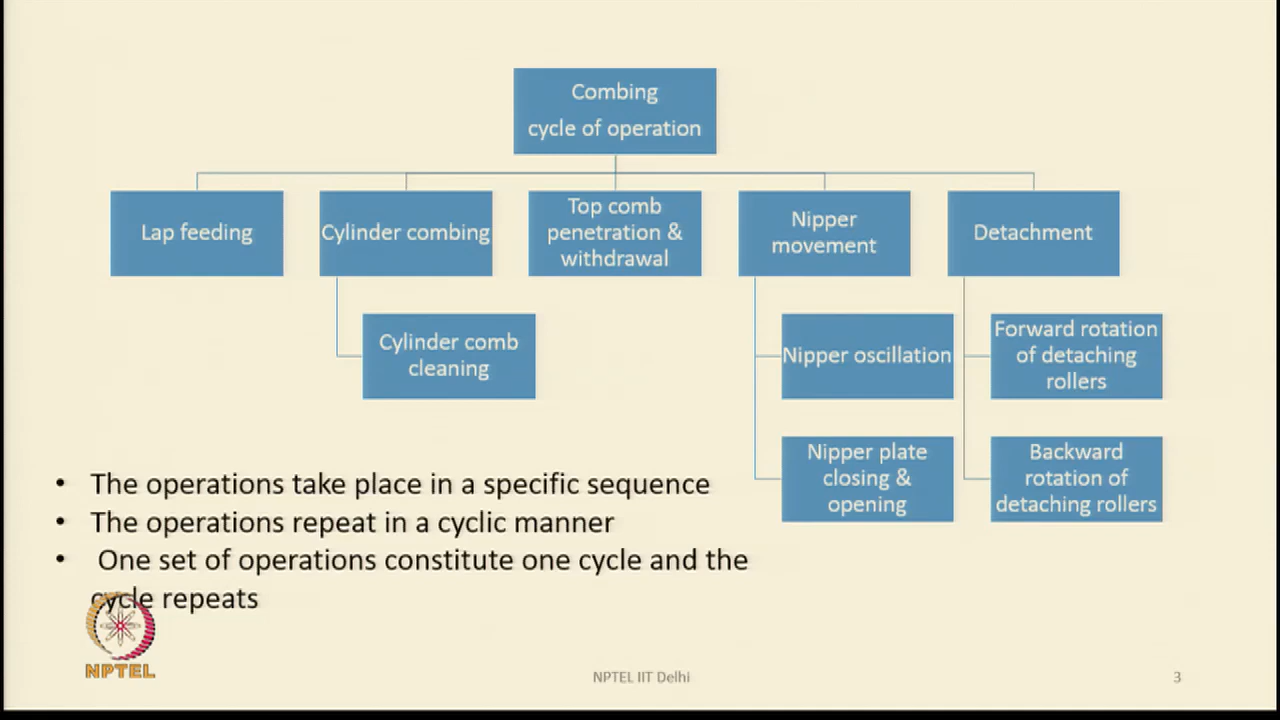 Combing
cycle of operation
Lap feeding
Cylinder combing
Top comb
penetration &
withdrawal
Nipper
movement
Detachment
Cylinder comb
cleaning
Nipper oscillation
Forward rotation
of detaching
rollers
Nipper plate
closing &
opening
Backward
rotation of
detaching rollers
• The operations take place in a specific sequence
• The operations repeat in a cyclic manner
• One set of operations constitute one cycle and the
cycle repeats
NPTEL
NPTEL IIT Delhi
3